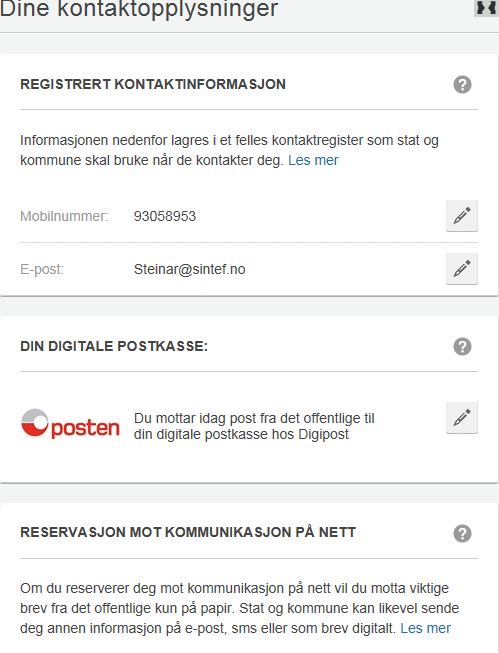 Dine kontaktopplysninger
REGISTRERT KONTAKTINFORMASJON
?
Informasjonen nedenfor lagres i et felles kontaktregister som stat og
kommune skal bruke når de kontakter deg. Les mer
Mobilnummer: 93058953
E-post: Steinar@sintef.no
DIN DIGITALE POSTKASSE:
?
posten
Du mottar idag post fra det offentlige til
din digitale postkasse hos Digipost
RESERVASJON MOT KOMMUNIKASJON PÅ NETT
?
Om du reserverer deg mot kommunikasjon på nett vil du motta viktige
brev fra det offentlige kun på papir. Stat og kommune kan likevel sende
deg annen informasjon på e-post, sms eller som brev digitalt. Les mer